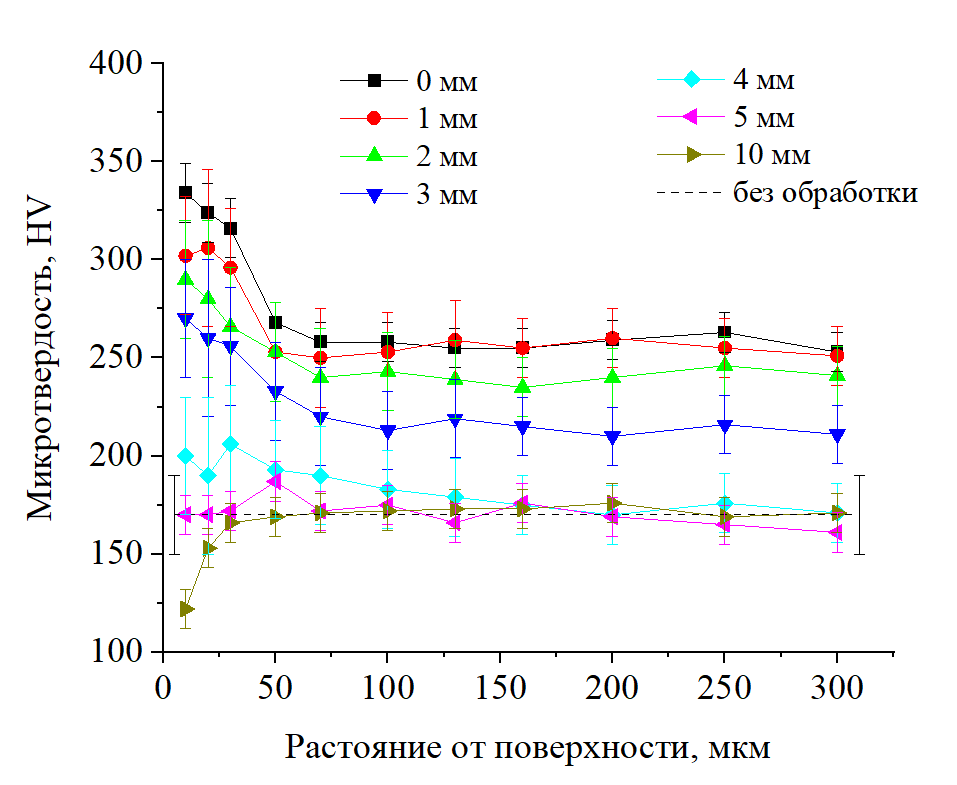 400
350
300
250
200
150
100
Микротвердость, HV
0 мм
1 мм
2 мм
3 мм
4 мм
5 мм
10 мм
без обработки
0 50 100 150 200 250 300
Растояние от поверхности, мкм